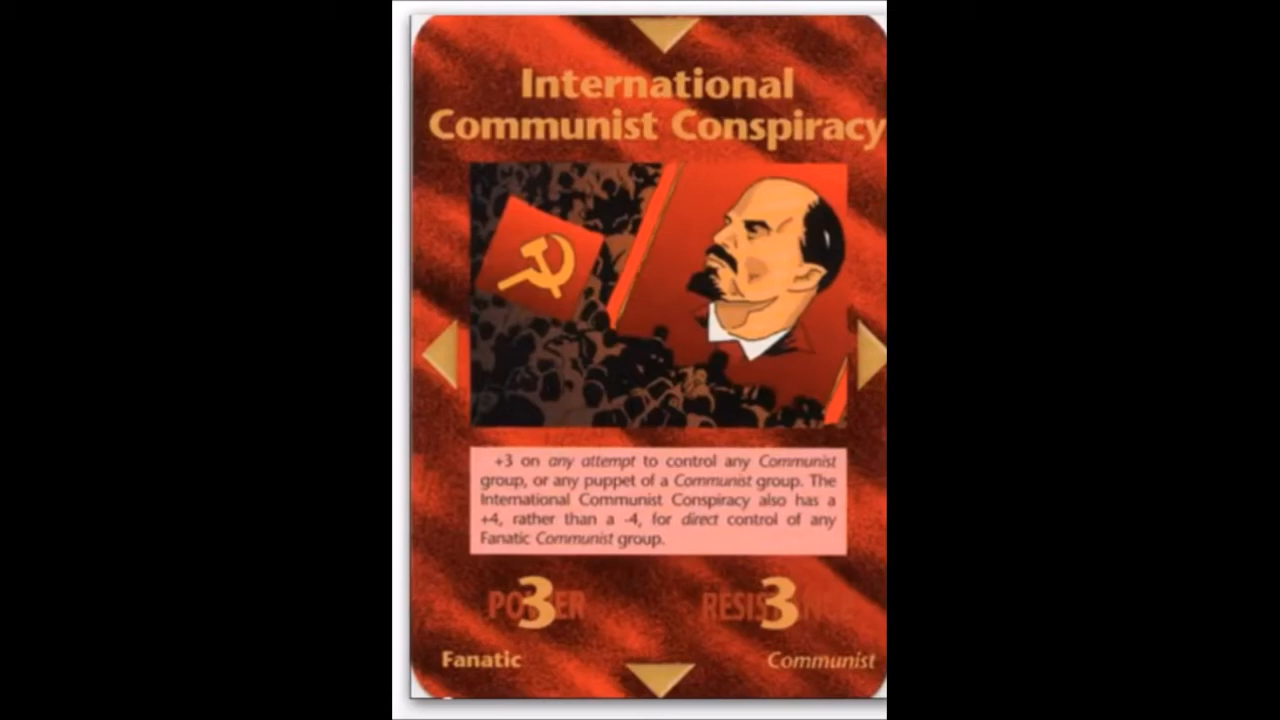 International
Communist Conspiracy
+3 on any attempt to control any Communist
group, or any puppet of a Communist group. The
International Communist Conspiracy also has a
+4, rather than a -4, for direct control of any
Fanatic Communist group.
POWER 3 RESISTANCE 3
Fanatic Communist